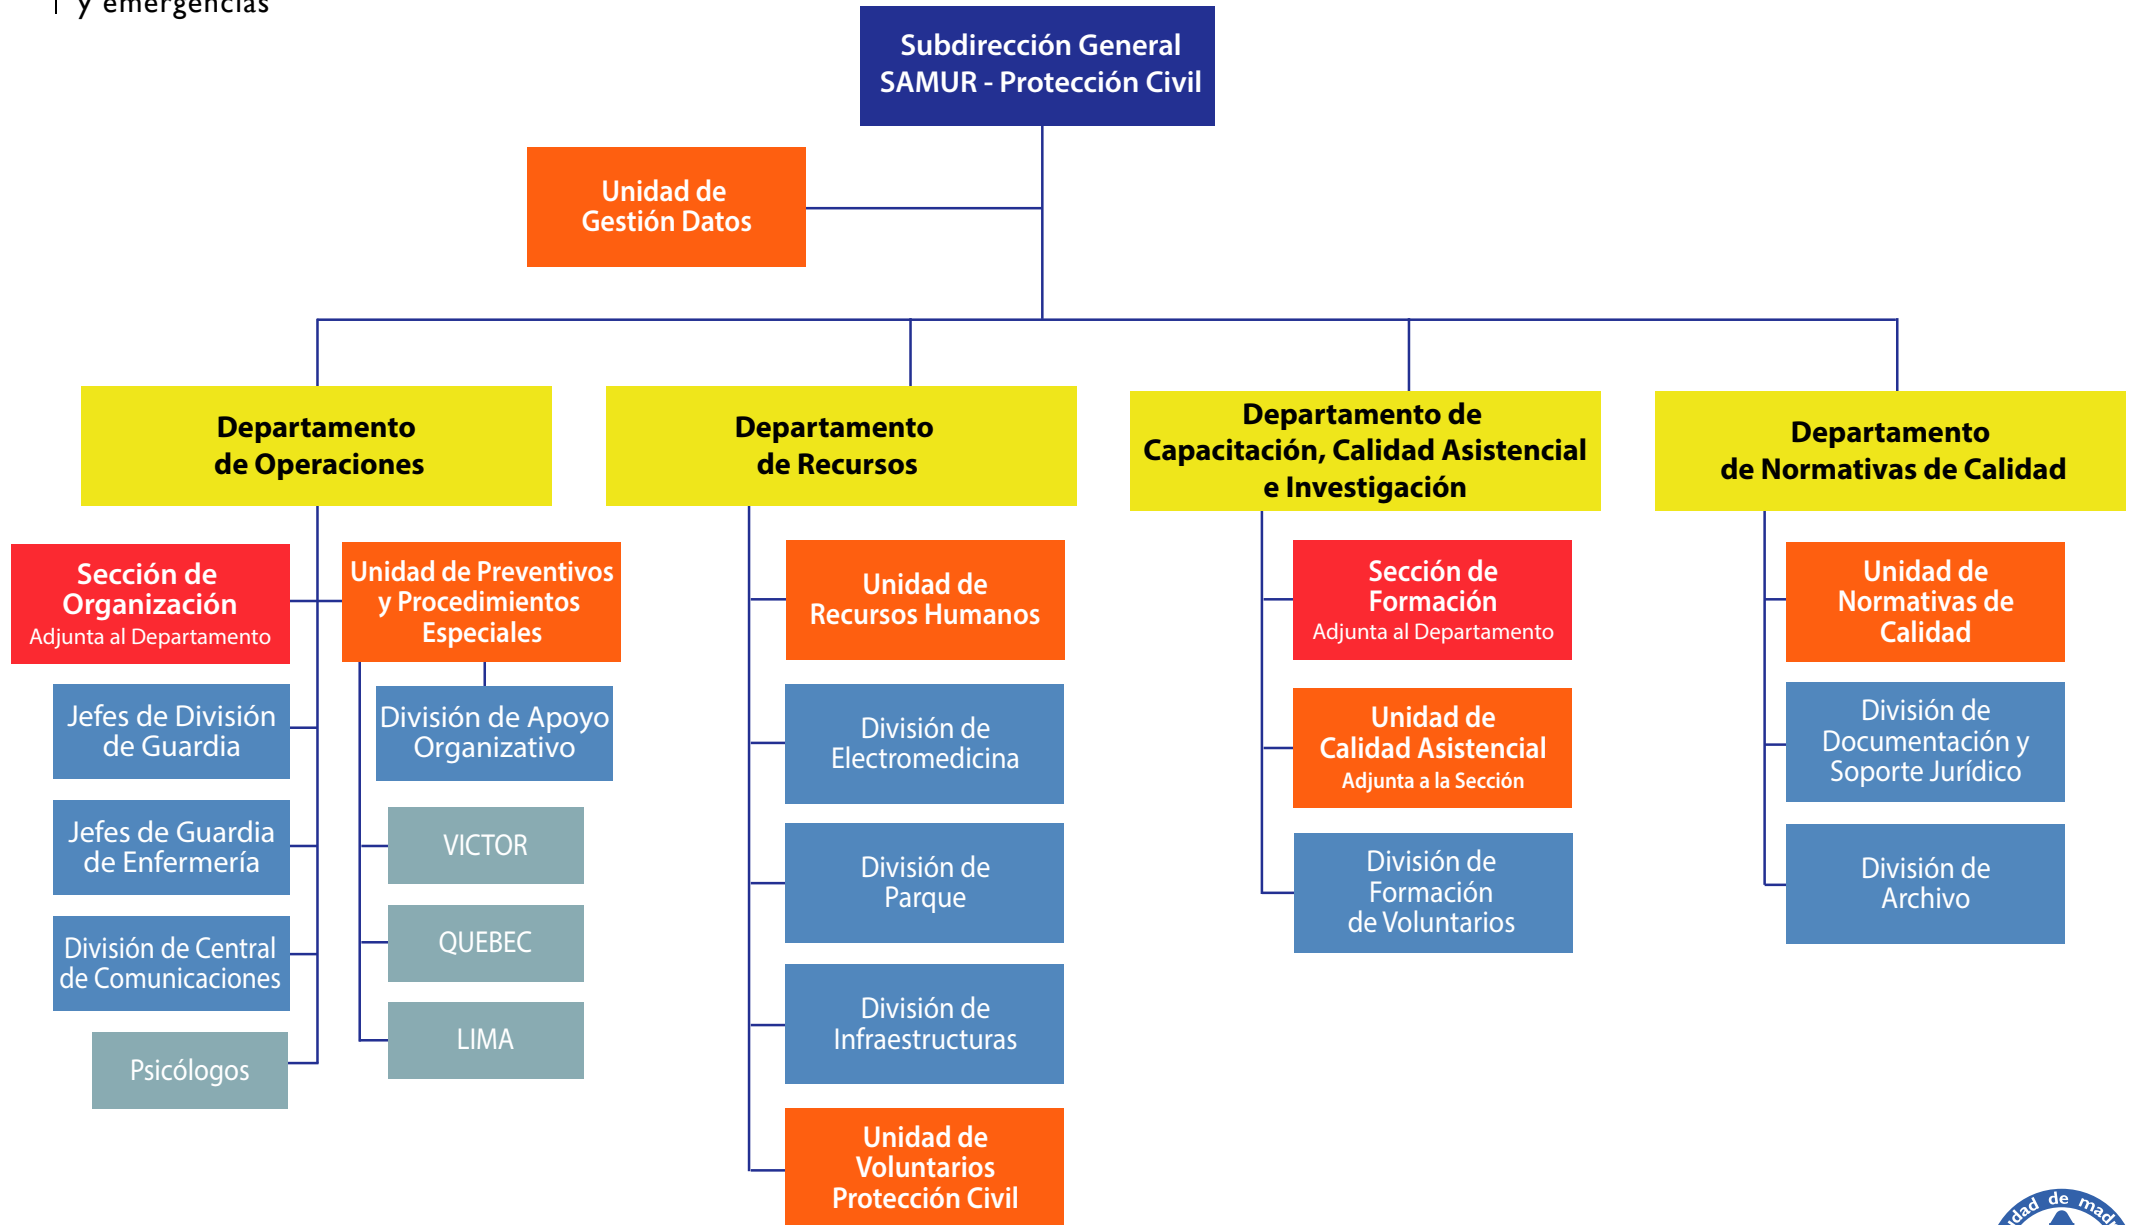 y emergencias
Subdirección General
SAMUR - Protección Civil
Unidad de
Gestión Datos
Departamento
de Operaciones
Departamento
de Recursos
Departamento de
Capacitación, Calidad Asistencial
e Investigación
Departamento
de Normativas de Calidad
Sección de
Organización
Adjunta al Departamento
Unidad de Preventivos
y Procedimientos
Especiales
Jefes de División
de Guardia
División de Apoyo
Organizativo
Jefes de Guardia
de Enfermería
VICTOR
División de Central
de Comunicaciones
QUEBEC
Psicólogos
LIMA
Unidad de
Recursos Humanos
División de
Electromedicina
División de
Parque
División de
Infraestructuras
Unidad de
Voluntarios
Protección Civil
Sección de
Formación
Adjunta al Departamento
Unidad de
Calidad Asistencial
Adjunta a la Sección
División de
Formación
de Voluntarios
Unidad de
Normativas de
Calidad
División de
Documentación y
Soporte Jurídico
División de
Archivo
de